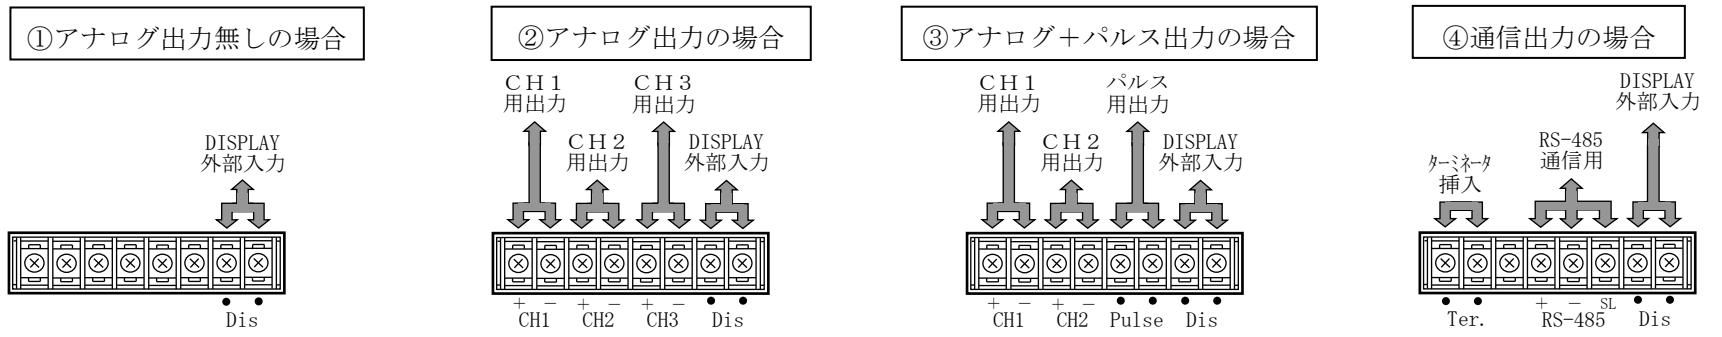 ①アナログ出力無しの場合
DISPLAY
外部入力
Dis
②アナログ出力の場合
ＣＨ１
用出力
ＣＨ２
用出力
ＣＨ３
用出力
DISPLAY
外部入力
+ − + − + −
CH1 CH2 CH3 Dis
③アナログ＋パルス出力の場合
ＣＨ１
用出力
ＣＨ２
用出力
パルス
用出力
DISPLAY
外部入力
+ − + −
CH1 CH2 Pulse Dis
④通信出力の場合
ﾀｰﾐﾈｰﾀ
挿入
RS-485
通信用
DISPLAY
外部入力
+ − SL
Ter. RS-485 Dis